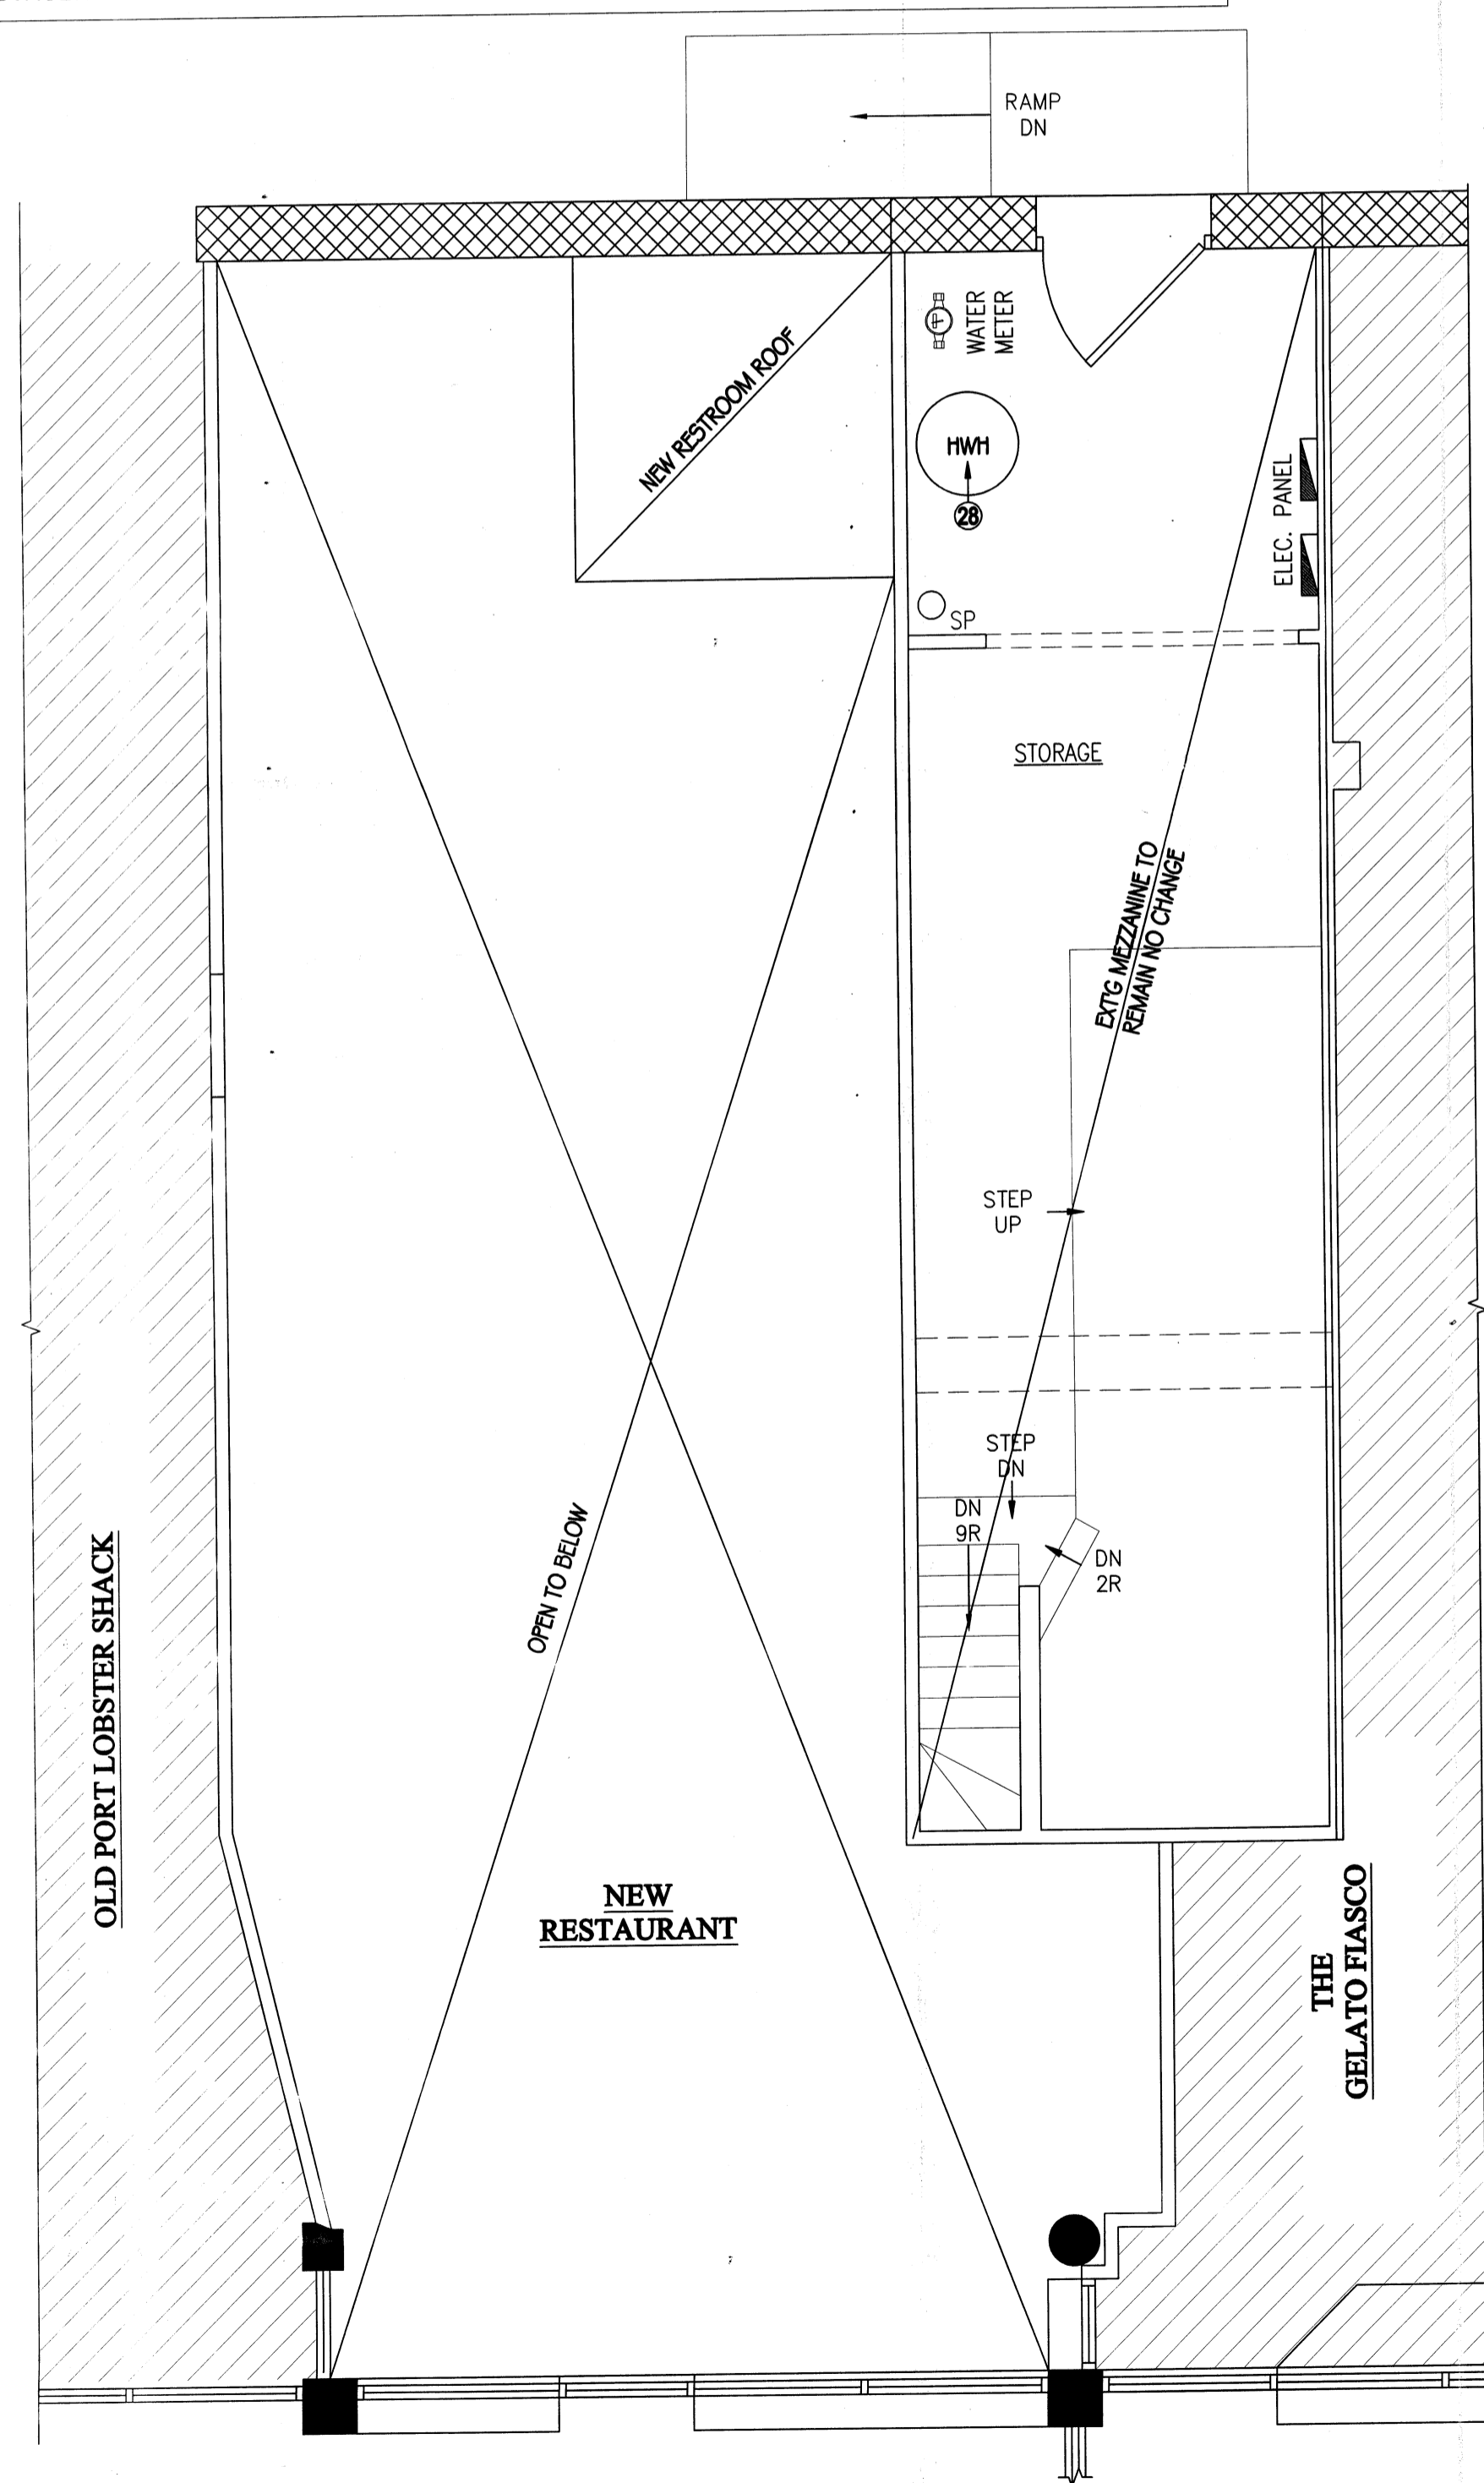 RAMP
DN
WATER
METER
NEW RESTROOM ROOF
HWH
28
ELEC. PANEL
SP
STORAGE
EXT'G MEZZANINE TO
REMAIN NO CHANGE
STEP
UP
STEP
DN
DN
9R
DN
2R
OPEN TO BELOW
OLD PORT LOBSTER SHACK
NEW
RESTAURANT
THE
GELATO FIASCO